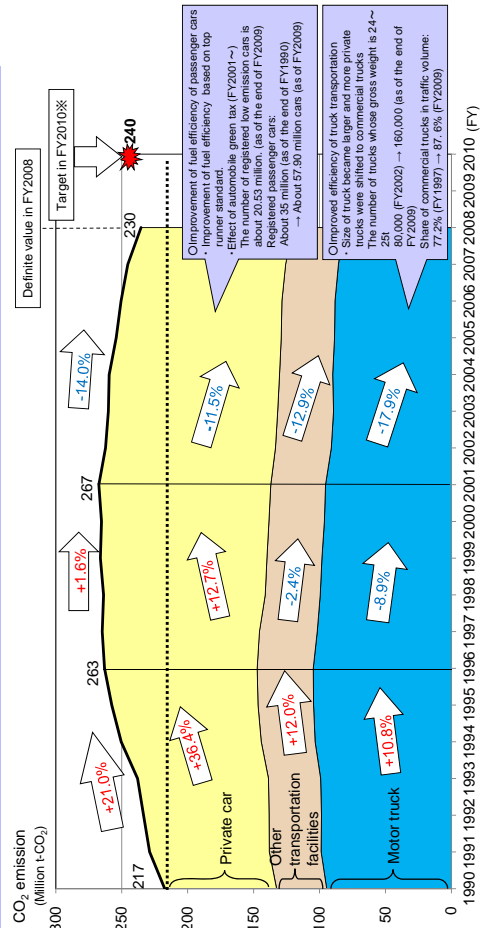 CO2 emission
(Million t-CO2)
300
250
200
150
100
50
0
217
263
267
230
240
Definite value in FY2008
Target in FY2010※
+21.0%
+1.6%
-14.0%
+36.4%
+12.7%
-11.5%
+12.0%
-2.4%
-12.9%
+10.8%
-8.9%
-17.9%
Private car
Other
transportation
facilities
Motor truck
○Improvement of fuel efficiency of passenger cars
・ Improvement of fuel efficiency based on top
runner standard.
・Effect of automobile green tax (FY2001～)
The number of registered low emission cars is
about 20.53 million. (as of the end of FY2009)
Registered passenger cars:
About 35 million (as of the end of FY1990)
→ About 57.90 million cars (as of FY2009)
○Improved efficiency of truck transportation
・ Size of truck became larger and more private
trucks were shifted to commercial trucks
The number of trucks whose gross weight is 24～
25t
80,000 (FY2002) → 160,000 (as of the end of
FY2009)
Share of commercial trucks in traffic volume:
77.2% (FY1997) → 87. 6% (FY2009)
1990 1991 1992 1993 1994 1995 1996 1997 1998 1999 2000 2001 2002 2003 2004 2005 2006 2007 2008 2009 2010 (FY)